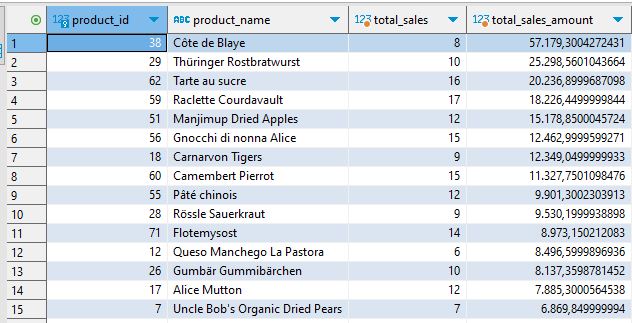 product_id product_name total_sales total_sales_amount
1 38 Côte de Blaye 8 57.179,3004272431
2 29 Thüringer Rostbratwurst 10 25.298,5601043664
3 62 Tarte au sucre 16 20.236,8999687098
4 59 Raclette Courdavault 17 18.226,4499999844
5 51 Manjimup Dried Apples 12 15.178,8500045724
6 56 Gnocchi di nonna Alice 15 12.462,9999599271
7 18 Carnarvon Tigers 9 12.349,0499999933
8 60 Camembert Pierrot 15 11.327,7501098476
9 55 Pâté chinois 12 9.901,3002303913
10 28 Rössle Sauerkraut 9 9.530,1999938898
11 71 Flotemysost 14 8.973,150212083
12 12 Queso Manchego La Pastora 6 8.496,5999896936
13 26 Gumbär Gummibärchen 10 8.137,3598781452
14 17 Alice Mutton 12 7.885,3000564538
15 7 Uncle Bob's Organic Dried Pears 7 6.869,849999994